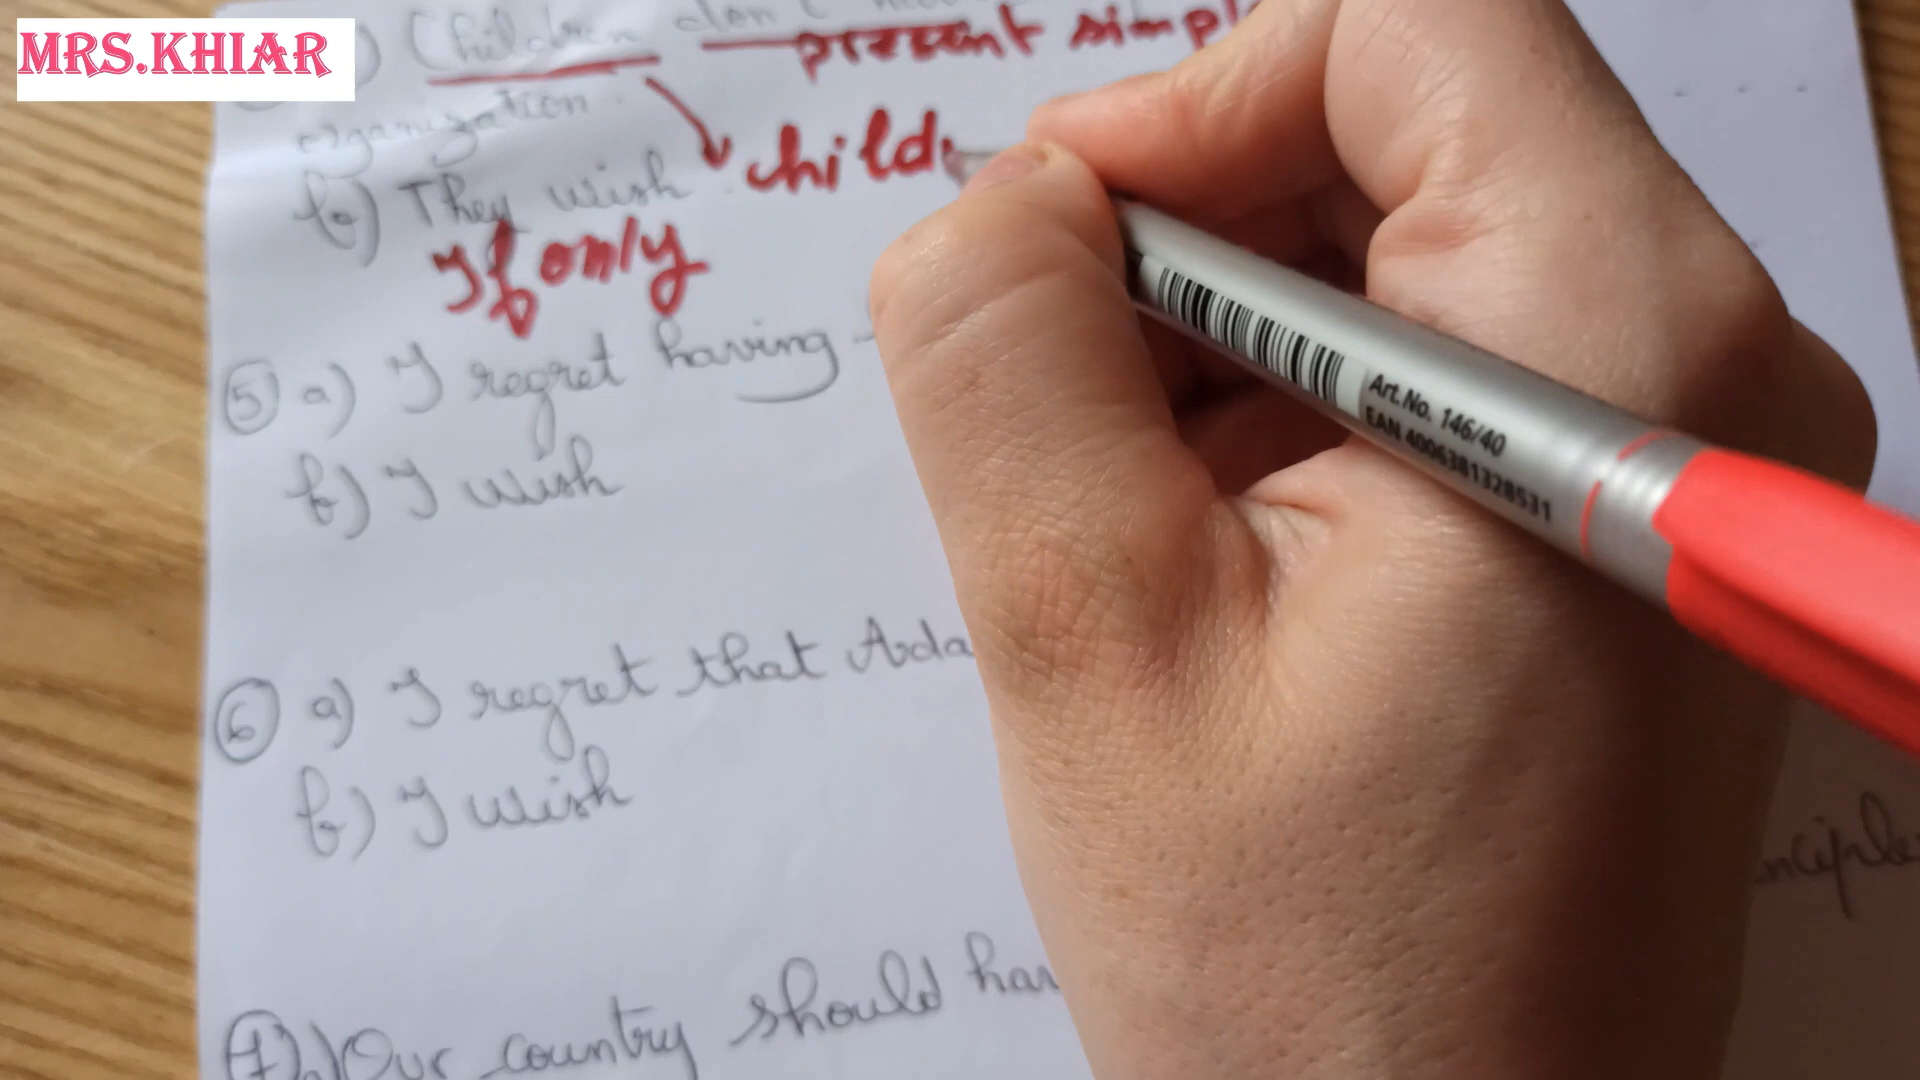 MRS.KHIAR
) Children don't
present simple
organization.
b) They wish child
If only
5 a) I regret having
b) I wish
6 a) I regret that Ada
b) I wish
nciple
7 a) Our country should hav
Art. No. 146/40
EAN 4006381328531